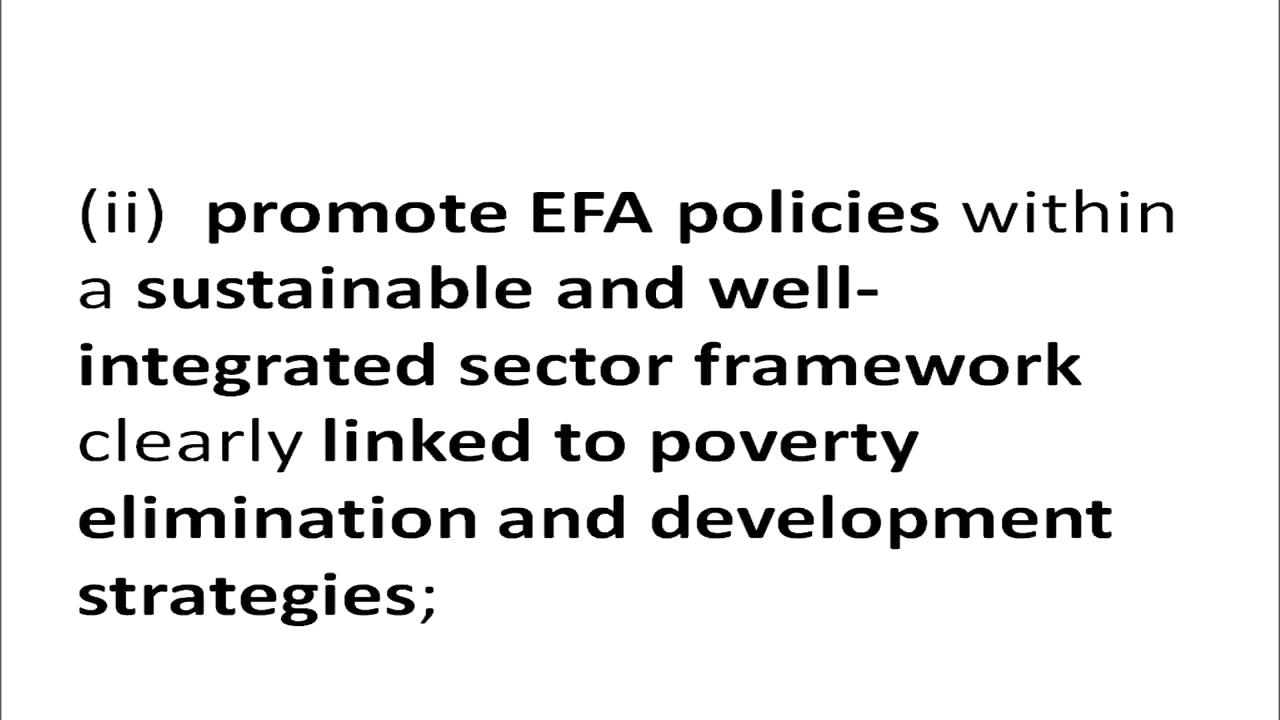 (ii) promote EFA policies within
a sustainable and well-
integrated sector framework
clearly linked to poverty
elimination and development
strategies;